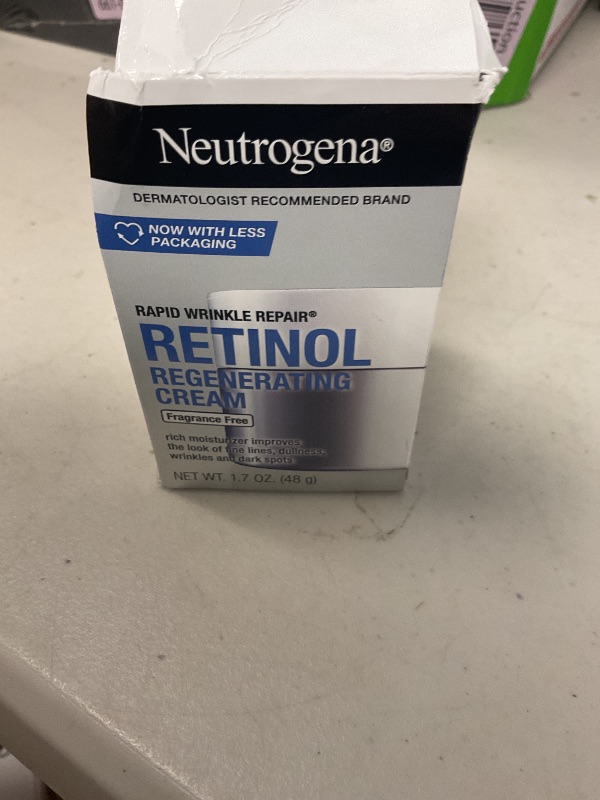 Neutrogena®
DERMATOLOGIST RECOMMENDED BRAND
NOW WITH LESS
PACKAGING
RAPID WRINKLE REPAIR®
RETINOL
REGENERATING
CREAM
Fragrance Free
rich moisturizer improves
the look of fine lines, dullness,
wrinkles and dark spots
NET WT. 1.7 OZ. (48 g)
uction